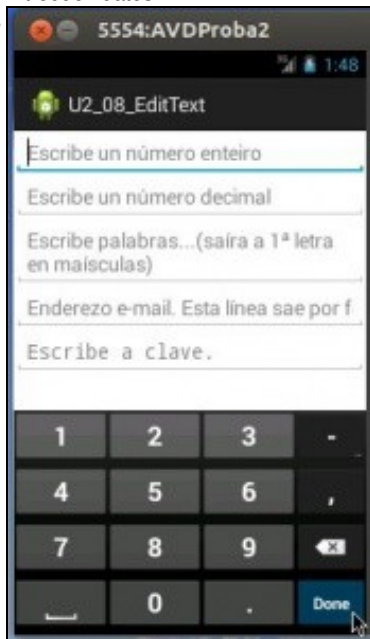 5554:AVDProba2
1:48
U2_08_EditText
Escribe un número enteiro
Escribe un número decimal
Escribe palabras...(saíra a 1ª letra
en maísculas)
Enderezo e-mail. Esta línea sae por f
Escribe a clave.
1 2 3 -
4 5 6 ,
7 8 9
0 . Done